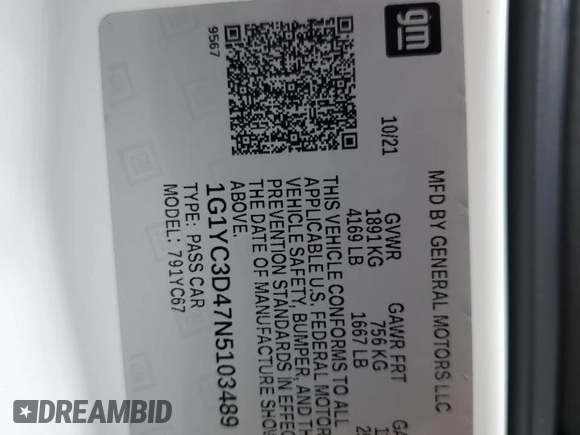 gm
MFD BY GENERAL MOTORS LLC
10/21
GVWR
GAWR FRT
1891 KG
756 KG
4169 LB
1667 LB
THIS VEHICLE CONFORMS TO ALL
APPLICABLE U.S. FEDERAL MOTOR
VEHICLE SAFETY, BUMPER, AND THEFT
PREVENTION STANDARDS IN EFFEC
THE DATE OF MANUFACTURE SHOW
ABOVE.
1G1YC3D47N5103489
TYPE: PASS CAR
MODEL: 791YC67
9567
DREAMBID